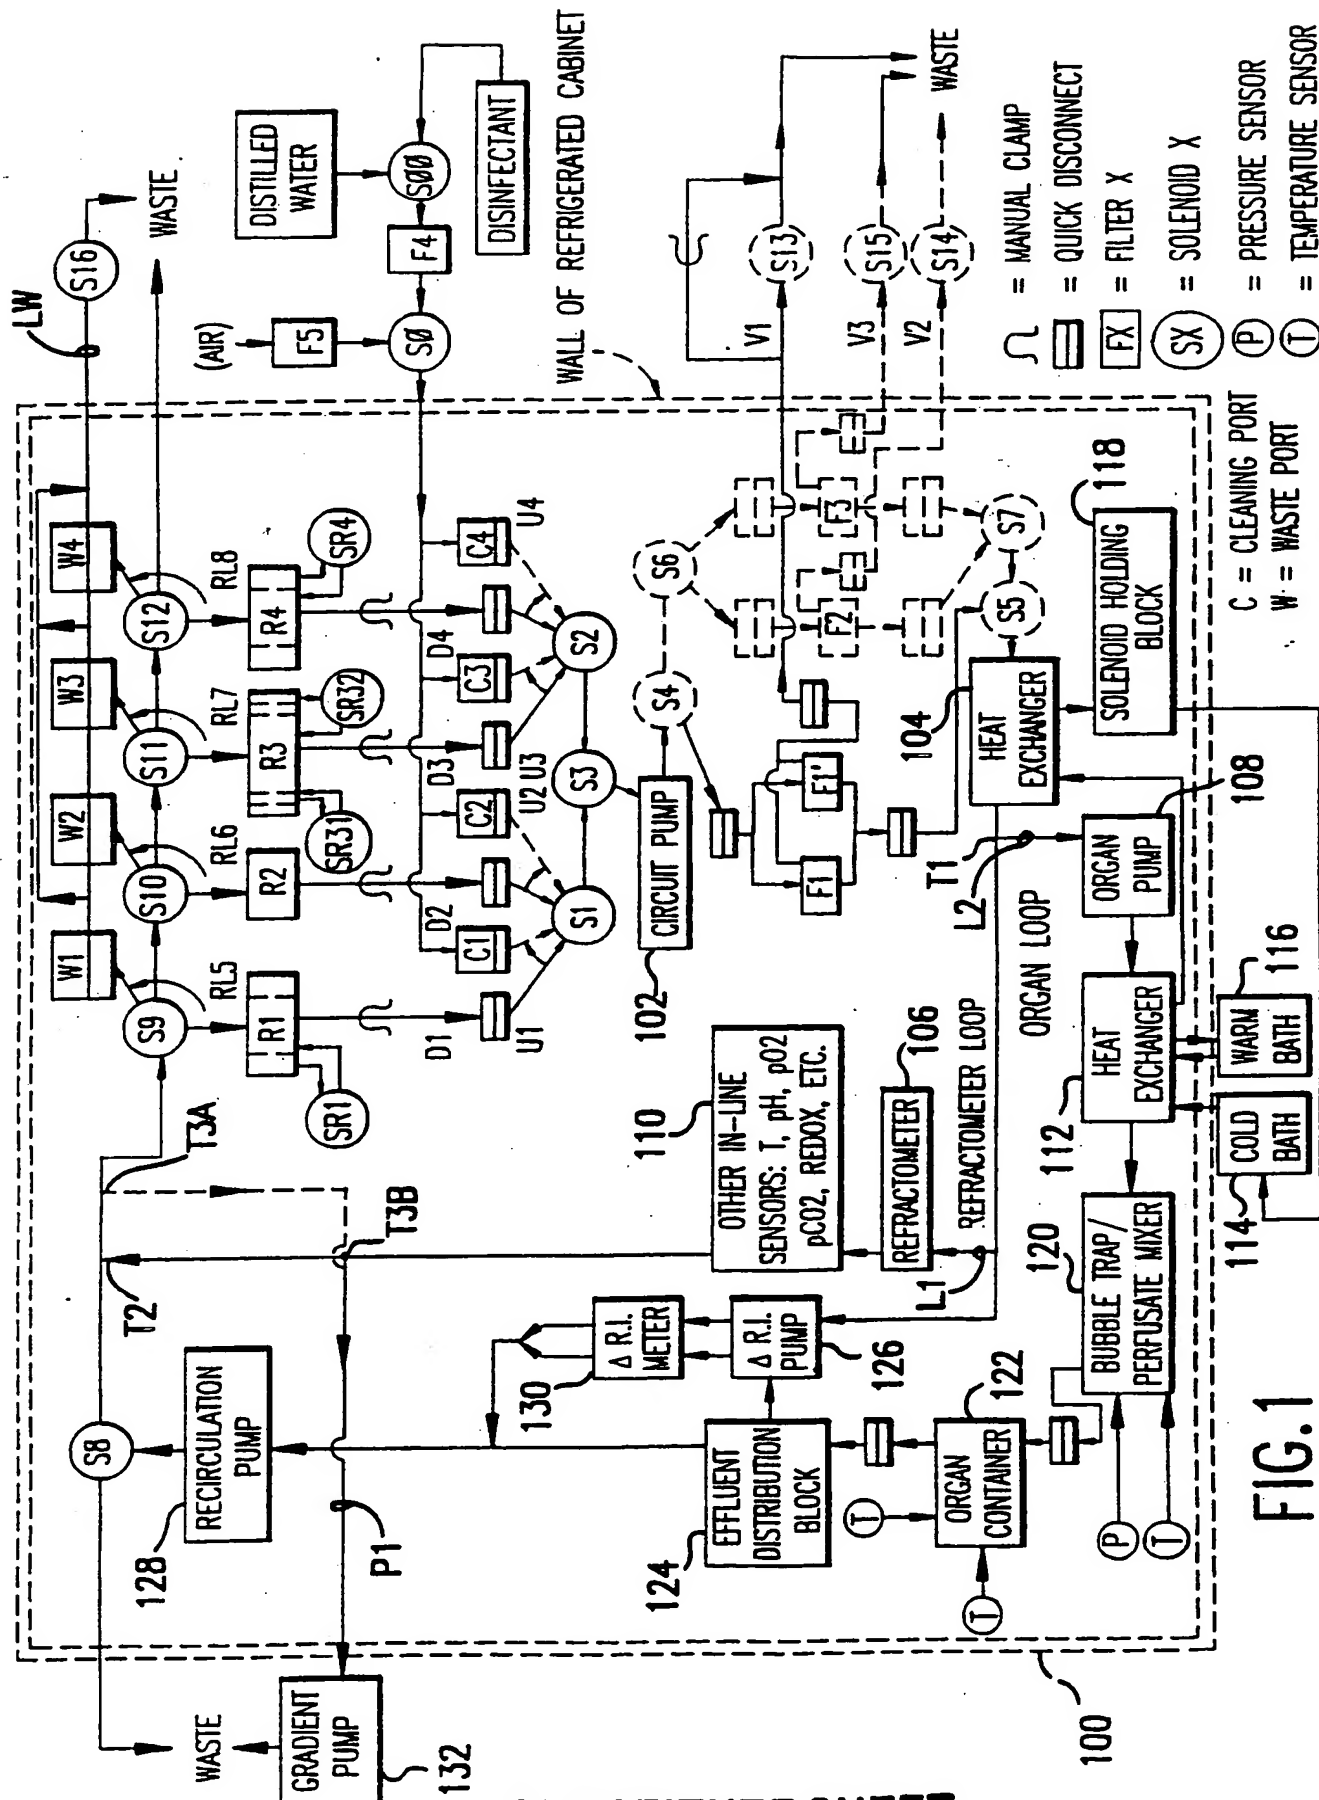 LW
S16
WASTE
(AIR)
F5
SØ
F4
SØØ
DISTILLED
WATER
DISINFECTANT
WALL OF REFRIGERATED CABINET
W1
W2
W3
W4
S9
S10
S11
S12
RL5
RL6
RL7
RL8
R1
R2
R3
R4
SR1
SR31
SR32
SR4
D1
D2
D3
D4
C1
C2
C3
C4
U1
U2
U3
U4
S1
S2
S3
CIRCUIT PUMP
102
S4
S6
F1
F1'
F2
F3
S5
S7
V1
V3
V2
S13
S15
S14
WASTE
= MANUAL CLAMP
= QUICK DISCONNECT
FX = FILTER X
SX = SOLENOID X
P = PRESSURE SENSOR
T = TEMPERATURE SENSOR
C = CLEANING PORT
W = WASTE PORT
HEAT
EXCHANGER
104
SOLENOID HOLDING
BLOCK
118
T1
L2
ORGAN
PUMP
108
ORGAN LOOP
HEAT
EXCHANGER
112
WARM
BATH
116
COLD
BATH
114
BUBBLE TRAP/
PERFUSATE MIXER
120
P
T
REFRACTOMETER LOOP
L1
REFRACTOMETER
106
OTHER IN-LINE
SENSORS: T, pH, pO2
pCO2, REDOX, ETC.
110
T3A
T3B
T2
Δ R.I.
METER
130
Δ R.I.
PUMP
126
ORGAN
CONTAINER
122
T
T
EFFLUENT
DISTRIBUTION
BLOCK
124
RECIRCULATION
PUMP
128
S8
P1
WASTE
GRADIENT
PUMP
132
100
FIG.1